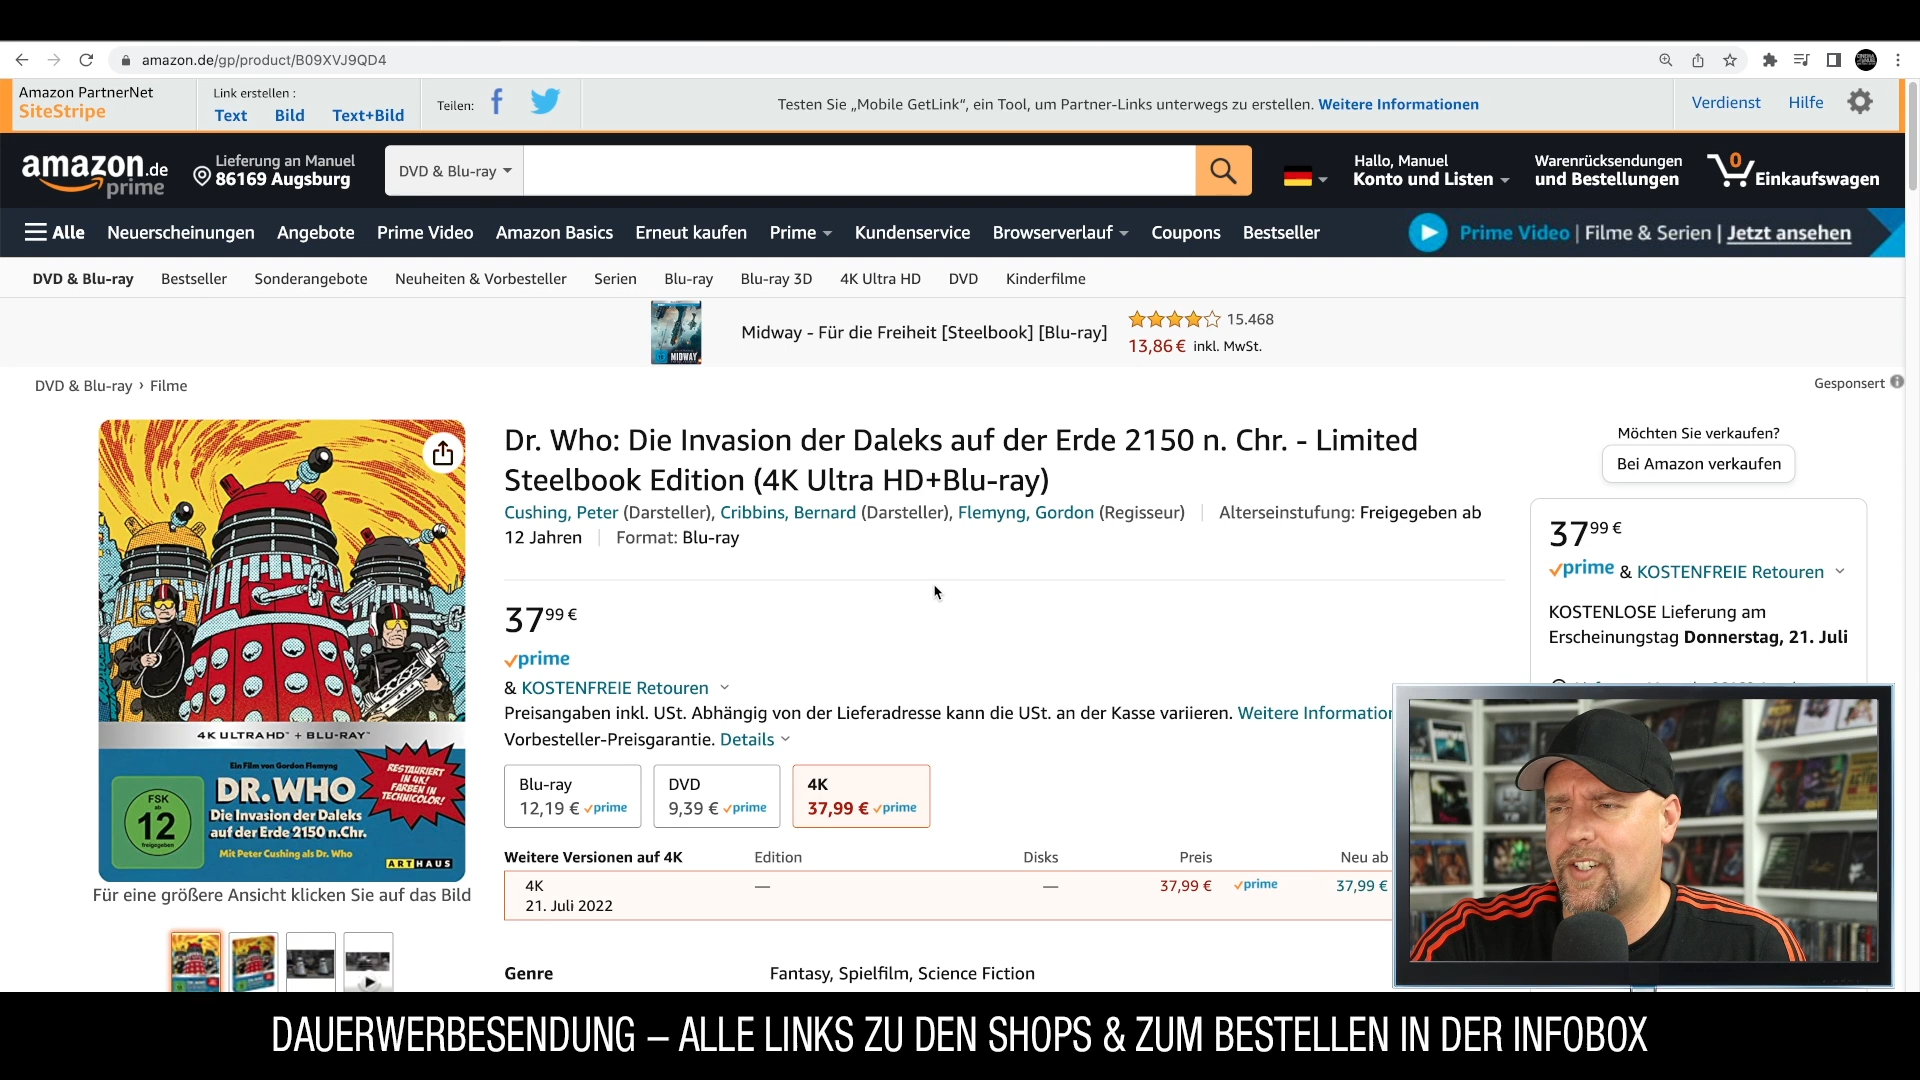 amazon.de/gp/product/B09XVJ9QD4
Amazon PartnerNet
SiteStripe
Link erstellen :
Text Bild Text+Bild
Teilen:
Testen Sie „Mobile GetLink“, ein Tool, um Partner-Links unterwegs zu erstellen. Weitere Informationen
Verdienst Hilfe
amazon.de
prime
Lieferung an Manuel
86169 Augsburg
DVD & Blu-ray
Hallo, Manuel
Konto und Listen
Warenrücksendungen
und Bestellungen
0
Einkaufswagen
Alle Neuerscheinungen Angebote Prime Video Amazon Basics Erneut kaufen Prime Kundenservice Browserverlauf Coupons Bestseller
Prime Video | Filme & Serien | Jetzt ansehen
DVD & Blu-ray Bestseller Sonderangebote Neuheiten & Vorbesteller Serien Blu-ray Blu-ray 3D 4K Ultra HD DVD Kinderfilme
MIDWAY
Midway - Für die Freiheit [Steelbook] [Blu-ray]
15.468
13,86 € inkl. MwSt.
DVD & Blu-ray › Filme
Gesponsert
Dr. Who: Die Invasion der Daleks auf der Erde 2150 n. Chr. - Limited
Steelbook Edition (4K Ultra HD+Blu-ray)
Cushing, Peter (Darsteller), Cribbins, Bernard (Darsteller), Flemyng, Gordon (Regisseur) | Alterseinstufung: Freigegeben ab
12 Jahren | Format: Blu-ray
37 99 €
prime
& KOSTENFREIE Retouren
Preisangaben inkl. USt. Abhängig von der Lieferadresse kann die USt. an der Kasse variieren. Weitere Information
Vorbesteller-Preisgarantie. Details
Blu-ray
12,19 € prime
DVD
9,39 € prime
4K
37,99 € prime
Weitere Versionen auf 4K Edition Disks Preis Neu ab
4K — — 37,99 € prime 37,99 €
21. Juli 2022
Genre Fantasy, Spielfilm, Science Fiction
Möchten Sie verkaufen?
Bei Amazon verkaufen
37 99 €
prime & KOSTENFREIE Retouren
KOSTENLOSE Lieferung am
Erscheinungstag Donnerstag, 21. Juli
4K ULTRA HD™ + BLU-RAY™
Ein Film von Gordon Flemyng
DR. WHO
Die Invasion der Daleks
auf der Erde 2150 n.Chr.
Mit Peter Cushing als Dr. Who
RESTAURIERT
IN 4K!
FARBEN IN
TECHNICOLOR!
FSK
ab
12
freigegeben
ARTHAUS
Für eine größere Ansicht klicken Sie auf das Bild
DAUERWERBESENDUNG – ALLE LINKS ZU DEN SHOPS & ZUM BESTELLEN IN DER INFOBOX